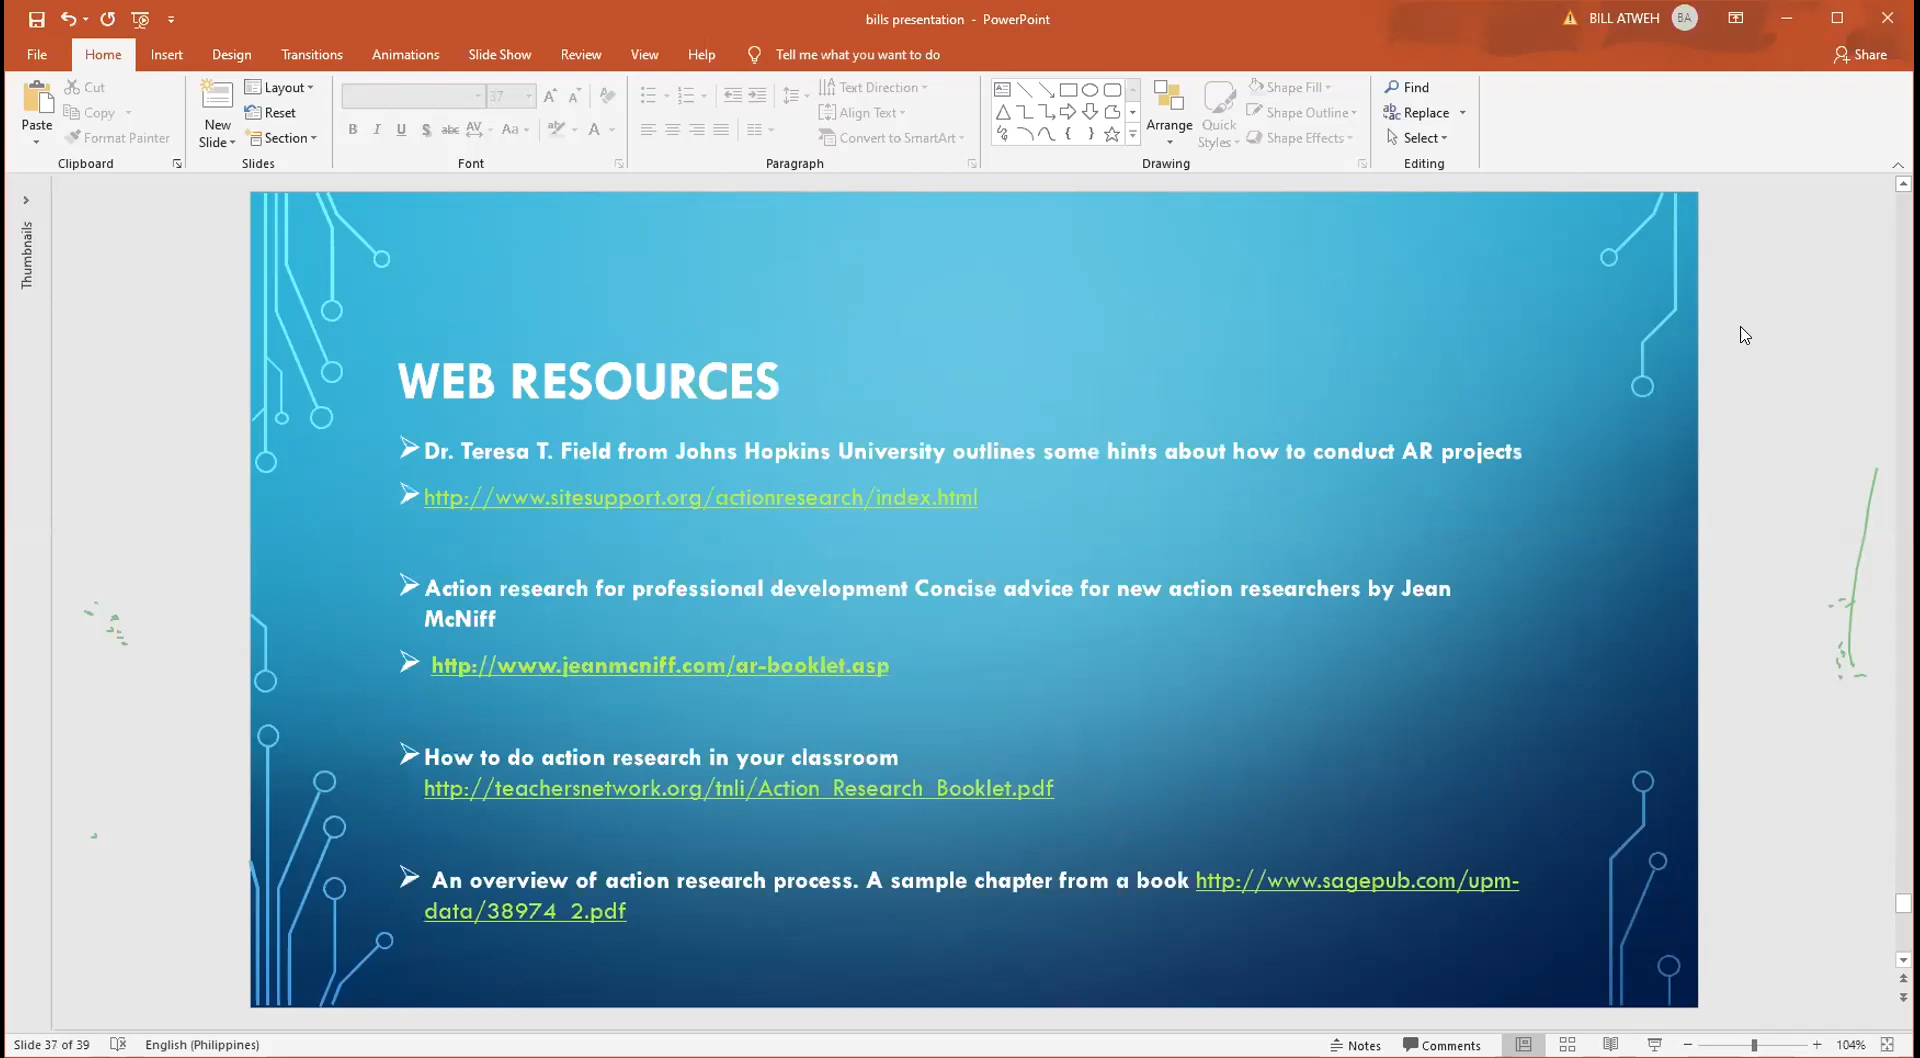 bills presentation - PowerPoint
BILL ATWEH
BA
File
Home
Insert
Design
Transitions
Animations
Slide Show
Review
View
Help
Tell me what you want to do
Share
Paste
Cut
Copy
Format Painter
Clipboard
New
Slide
Layout
Reset
Section
Slides
37
Font
Text Direction
Align Text
Convert to SmartArt
Paragraph
Arrange
Quick
Styles
Shape Fill
Shape Outline
Shape Effects
Drawing
Find
Replace
Select
Editing
Thumbnails
WEB RESOURCES
Dr. Teresa T. Field from Johns Hopkins University outlines some hints about how to conduct AR projects
http://www.sitesupport.org/actionresearch/index.html
Action research for professional development Concise advice for new action researchers by Jean
McNiff
http://www.jeanmcniff.com/ar-booklet.asp
How to do action research in your classroom
http://teachersnetwork.org/tnli/Action_Research_Booklet.pdf
An overview of action research process. A sample chapter from a book http://www.sagepub.com/upm-
data/38974_2.pdf
Slide 37 of 39
English (Philippines)
Notes
Comments
104%